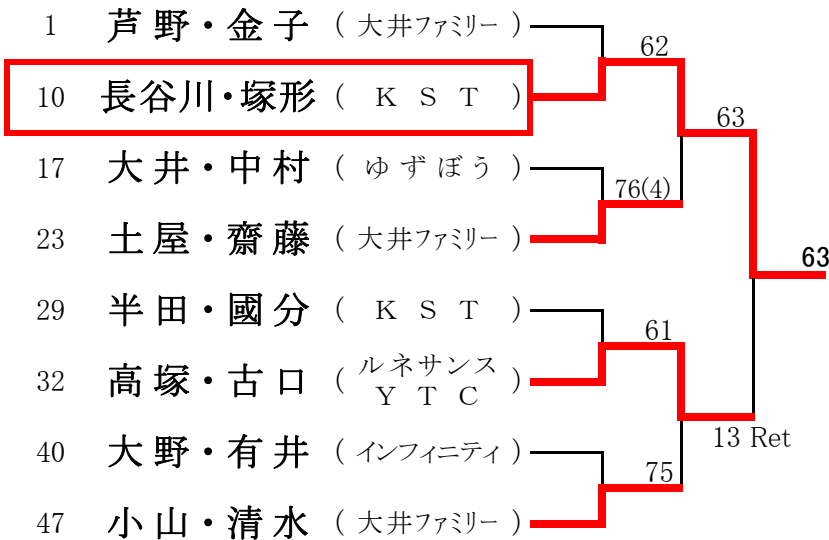 1 芦野・金子 (大井ファミリー)
62
10 長谷川・塚形 (KST)
63
17 大井・中村 (ゆずぼう)
76(4)
23 土屋・齋藤 (大井ファミリー)
63
29 半田・國分 (KST)
61
32 高塚・古口 (ルネサンス
YTC)
13 Ret
40 大野・有井 (インフィニティ)
75
47 小山・清水 (大井ファミリー)